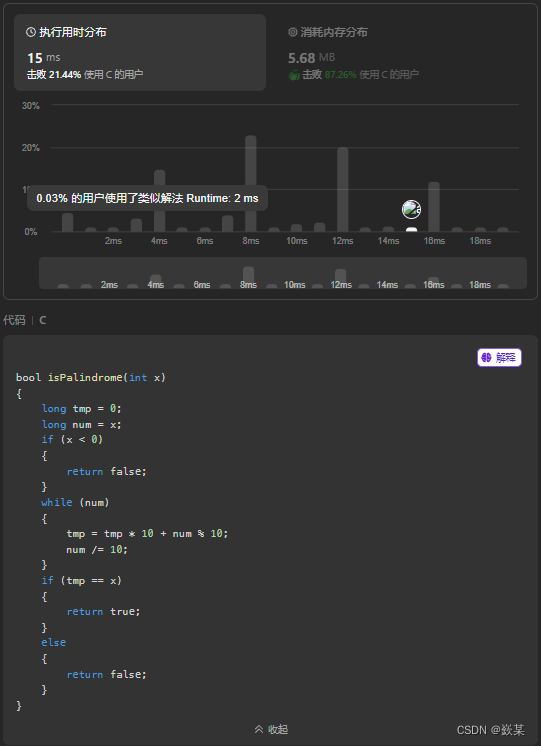 执行用时分布
消耗内存分布
15 ms
5.68 MB
击败 21.44% 使用 C 的用户
击败 87.26% 使用 C 的用户
30%
20%
1
0.03% 的用户使用了类似解法 Runtime: 2 ms
0%
2ms 4ms 6ms 8ms 10ms 12ms 14ms 16ms 18ms
2ms 4ms 6ms 8ms 10ms 12ms 14ms 16ms 18ms
代码 | C
解释
bool isPalindrome(int x)
{
    long tmp = 0;
    long num = x;
    if (x < 0)
    {
        return false;
    }
    while (num)
    {
        tmp = tmp * 10 + num % 10;
        num /= 10;
    }
    if (tmp == x)
    {
        return true;
    }
    else
    {
        return false;
    }
}
收起
CSDN @嶔某